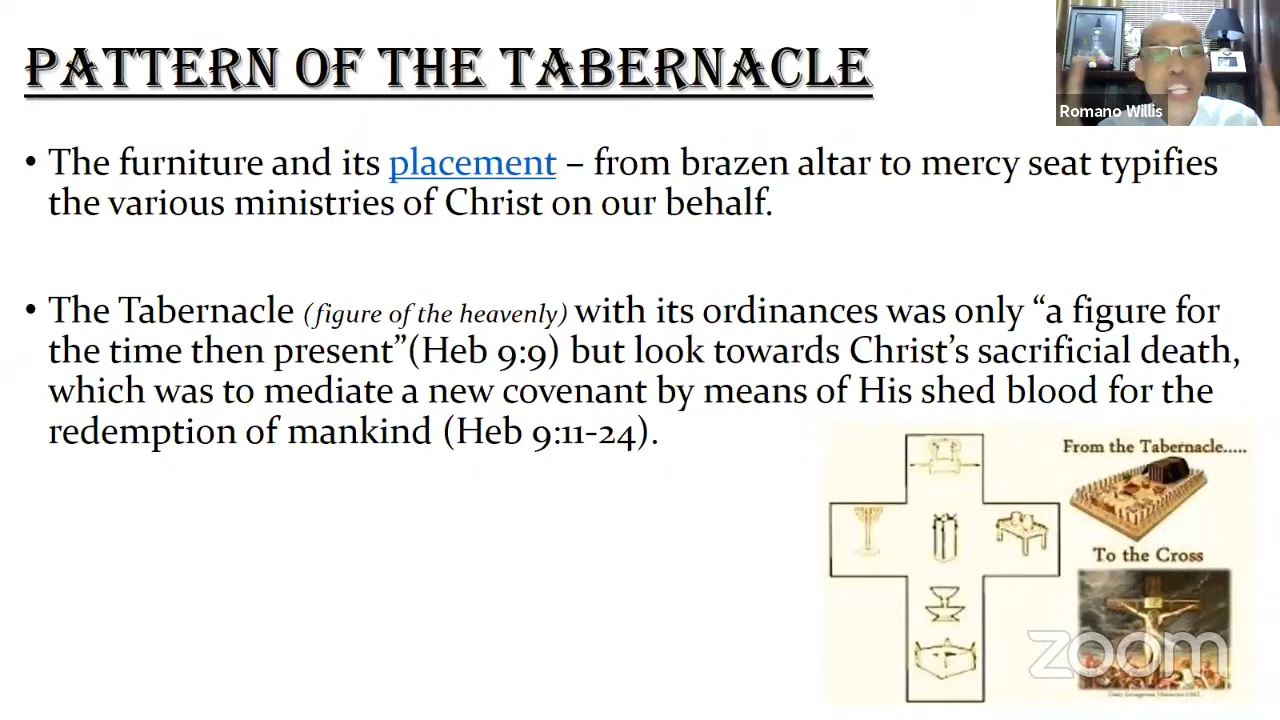 PATTERN OF THE TABERNACLE
Romano Willis
• The furniture and its placement – from brazen altar to mercy seat typifies
the various ministries of Christ on our behalf.
• The Tabernacle (figure of the heavenly) with its ordinances was only “a figure for
the time then present”(Heb 9:9) but look towards Christ’s sacrificial death,
which was to mediate a new covenant by means of His shed blood for the
redemption of mankind (Heb 9:11-24).
From the Tabernacle.....
To the Cross
zoom